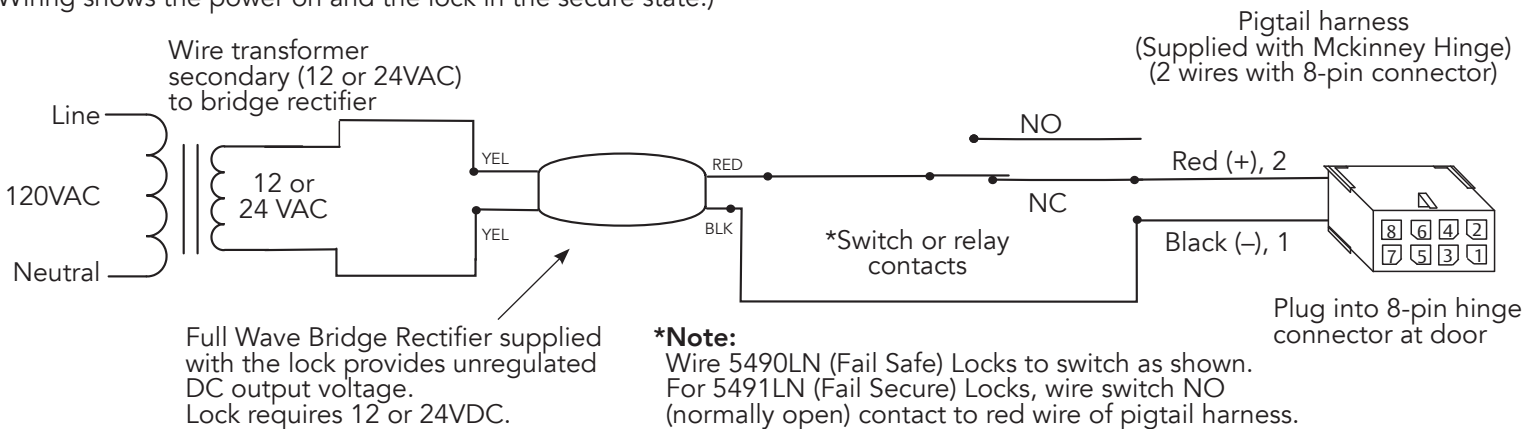 Wiring shows the power on and the lock in the secure state.)
Pigtail harness
(Supplied with Mckinney Hinge)
(2 wires with 8-pin connector)
Wire transformer
secondary (12 or 24VAC)
to bridge rectifier
Line
120VAC
Neutral
12 or
24 VAC
YEL
YEL
RED
BLK
NO
NC
*Switch or relay
contacts
Red (+), 2
Black (–), 1
8 6 4 2
7 5 3 1
Plug into 8-pin hinge
connector at door
Full Wave Bridge Rectifier supplied
with the lock provides unregulated
DC output voltage.
Lock requires 12 or 24VDC.
*Note:
Wire 5490LN (Fail Safe) Locks to switch as shown.
For 5491LN (Fail Secure) Locks, wire switch NO
(normally open) contact to red wire of pigtail harness.